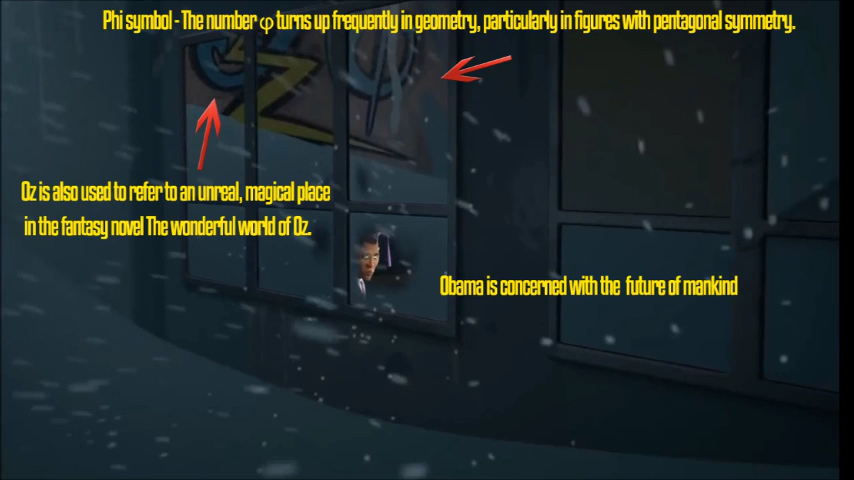 Phi symbol - The number φ turns up frequently in geometry, particularly in figures with pentagonal symmetry.
OZ
Oz is also used to refer to an unreal, magical place
in the fantasy novel The wonderful world of Oz.
Obama is concerned with the future of mankind